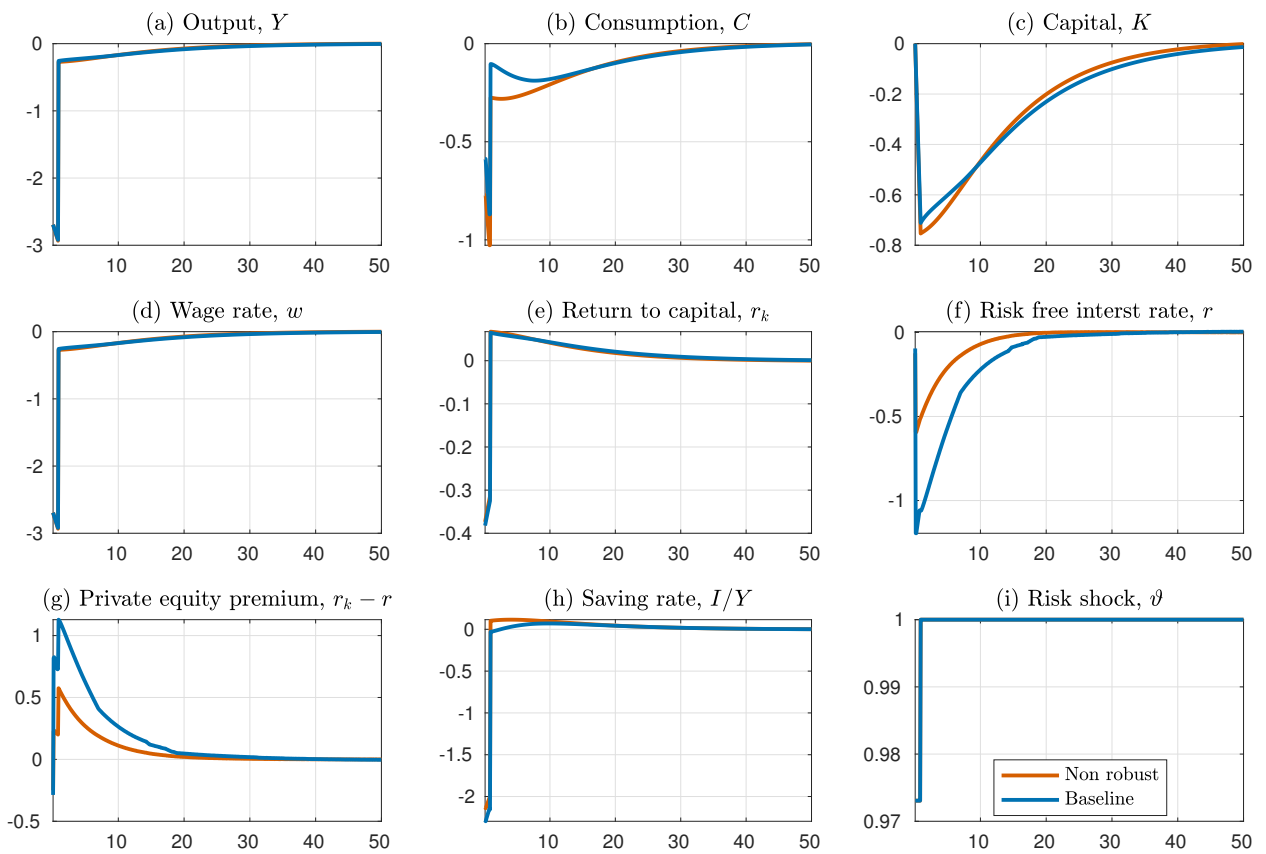 (a) Output, Y
(b) Consumption, C
(c) Capital, K
0
-1
-2
-3
10 20 30 40 50
0
-0.5
-1
10 20 30 40 50
0
-0.2
-0.4
-0.6
-0.8
10 20 30 40 50
(d) Wage rate, w
(e) Return to capital, r_k
(f) Risk free interst rate, r
0
-1
-2
-3
10 20 30 40 50
0
-0.1
-0.2
-0.3
-0.4
10 20 30 40 50
0
-0.5
-1
10 20 30 40 50
(g) Private equity premium, r_k − r
(h) Saving rate, I/Y
(i) Risk shock, ϑ
1
0.5
0
-0.5
10 20 30 40 50
0
-0.5
-1
-1.5
-2
10 20 30 40 50
1
0.99
0.98
0.97
Non robust
Baseline
10 20 30 40 50